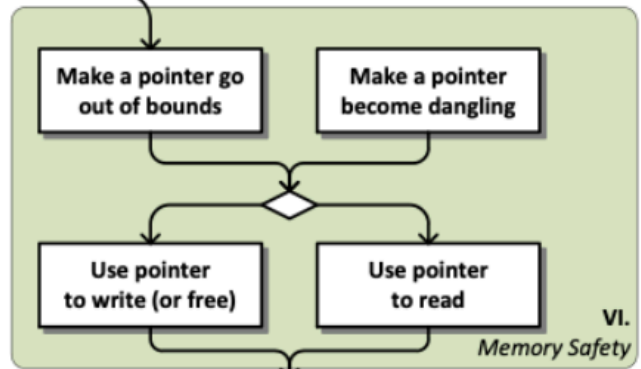 Make a pointer go
out of bounds
Make a pointer
become dangling
Use pointer
to write (or free)
Use pointer
to read
VI.
Memory Safety